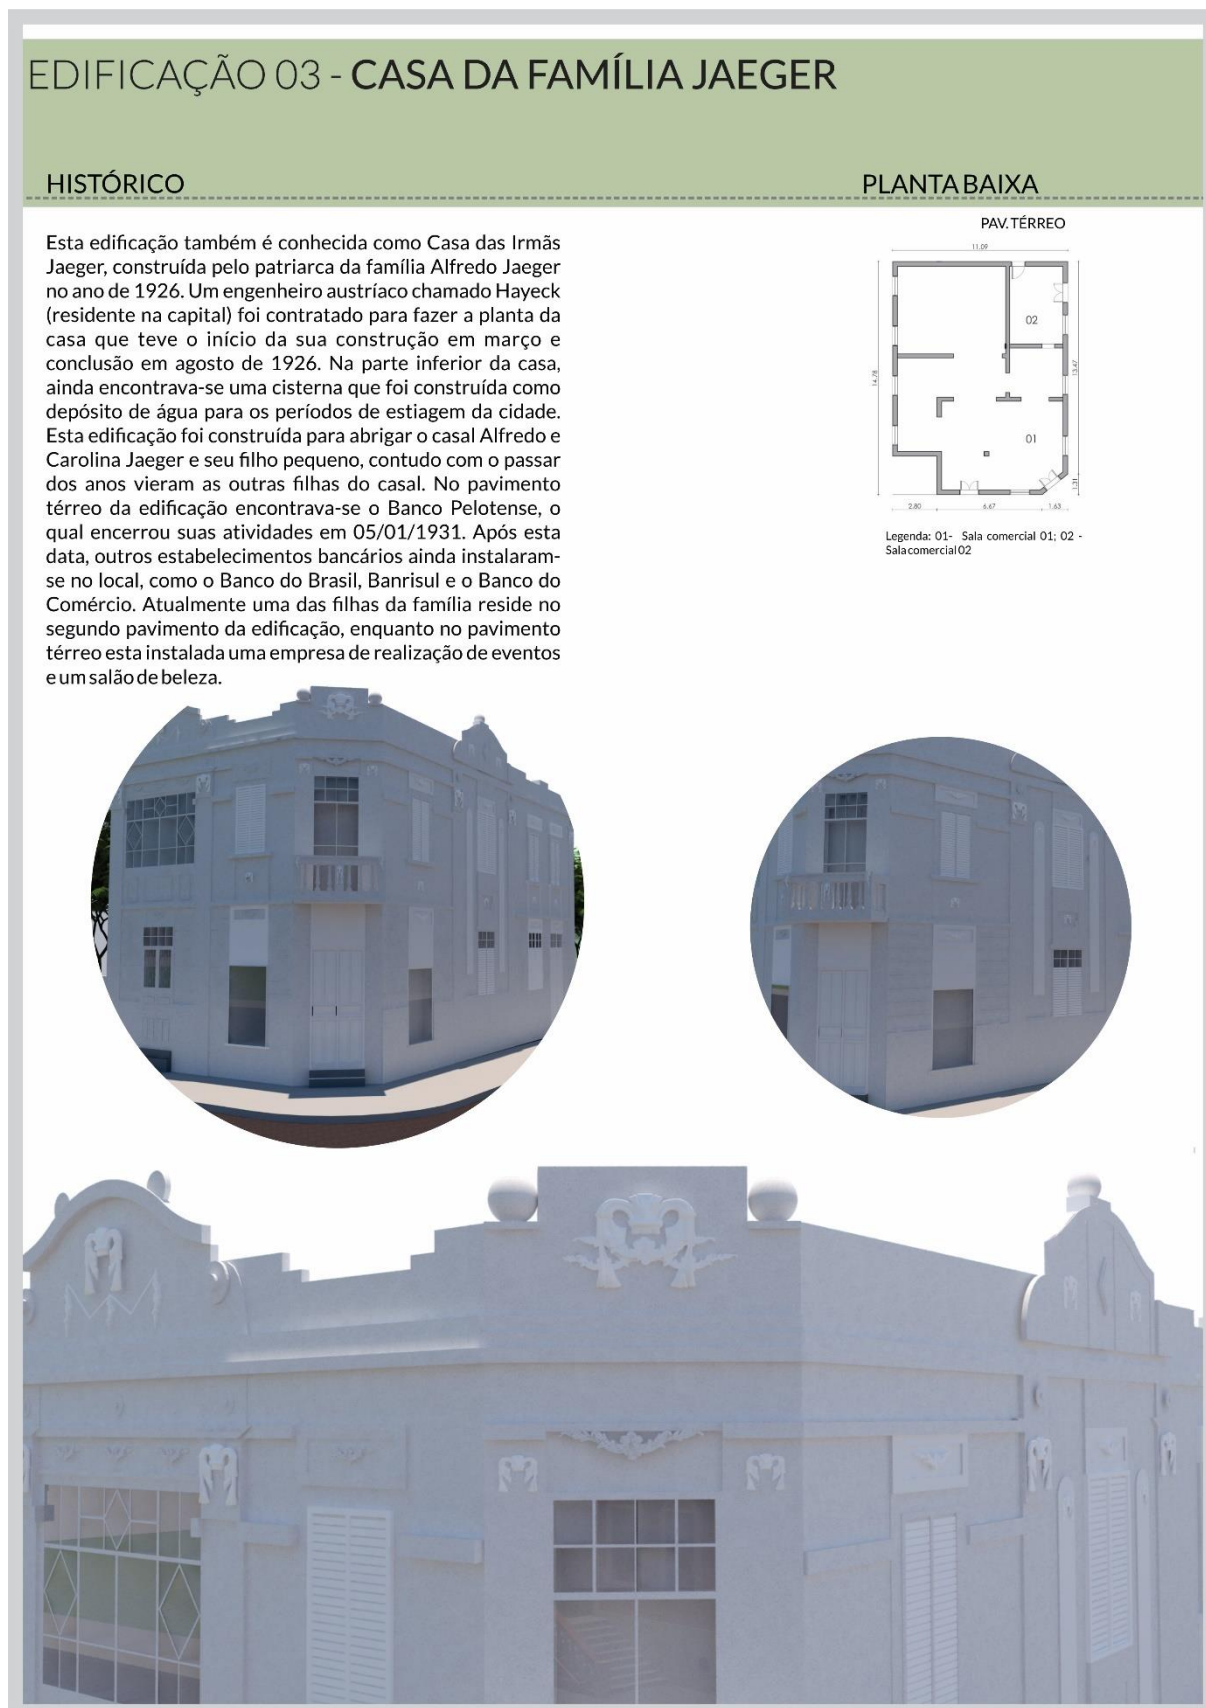 EDIFICAÇÃO 03 - CASA DA FAMÍLIA JAEGER
HISTÓRICO
Esta edificação também é conhecida como Casa das Irmãs
Jaeger, construída pelo patriarca da família Alfredo Jaeger
no ano de 1926. Um engenheiro austríaco chamado Hayeck
(residente na capital) foi contratado para fazer a planta da
casa que teve o início da sua construção em março e
conclusão em agosto de 1926. Na parte inferior da casa,
ainda encontrava-se uma cisterna que foi construída como
depósito de água para os períodos de estiagem da cidade.
Esta edificação foi construída para abrigar o casal Alfredo e
Carolina Jaeger e seu filho pequeno, contudo com o passar
dos anos vieram as outras filhas do casal. No pavimento
térreo da edificação encontrava-se o Banco Pelotense, o
qual encerrou suas atividades em 05/01/1931. Após esta
data, outros estabelecimentos bancários ainda instalaram-
se no local, como o Banco do Brasil, Banrisul e o Banco do
Comércio. Atualmente uma das filhas da família reside no
segundo pavimento da edificação, enquanto no pavimento
térreo esta instalada uma empresa de realização de eventos
e um salão de beleza.
PLANTA BAIXA
PAV. TÉRREO
11.09
02
14.78
13.47
01
1.31
2.80
6.67
1.63
Legenda: 01- Sala comercial 01; 02 -
Sala comercial 02